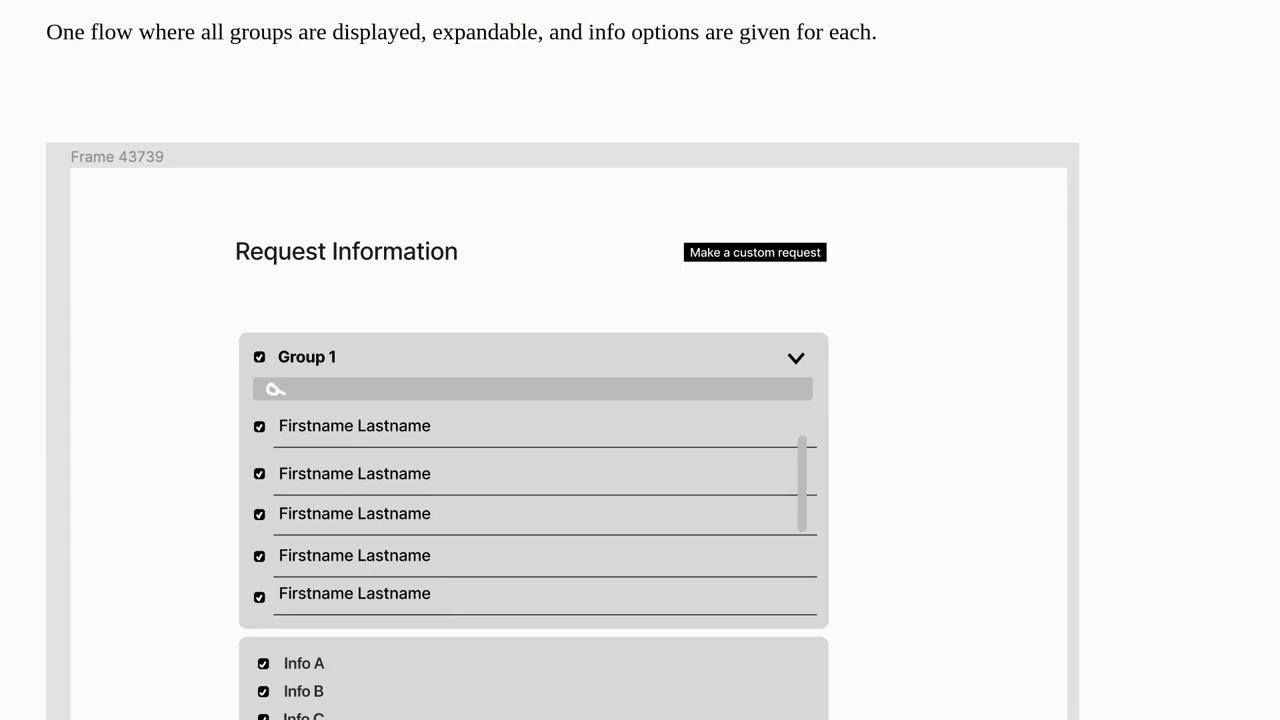 One flow where all groups are displayed, expandable, and info options are given for each.
Frame 43739
Request Information
Make a custom request
Group 1
Firstname Lastname
Firstname Lastname
Firstname Lastname
Firstname Lastname
Firstname Lastname
Info A
Info B
Info C